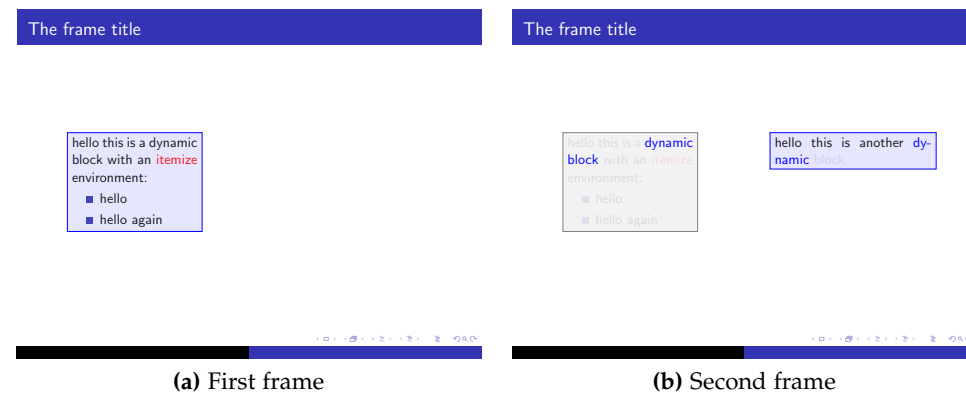 The frame title
hello this is a dynamic
block with an itemize
environment:
hello
hello again
(a) First frame
The frame title
hello this is a dynamic
block with an itemize
environment:
hello
hello again
hello this is another dy-
namic block
(b) Second frame